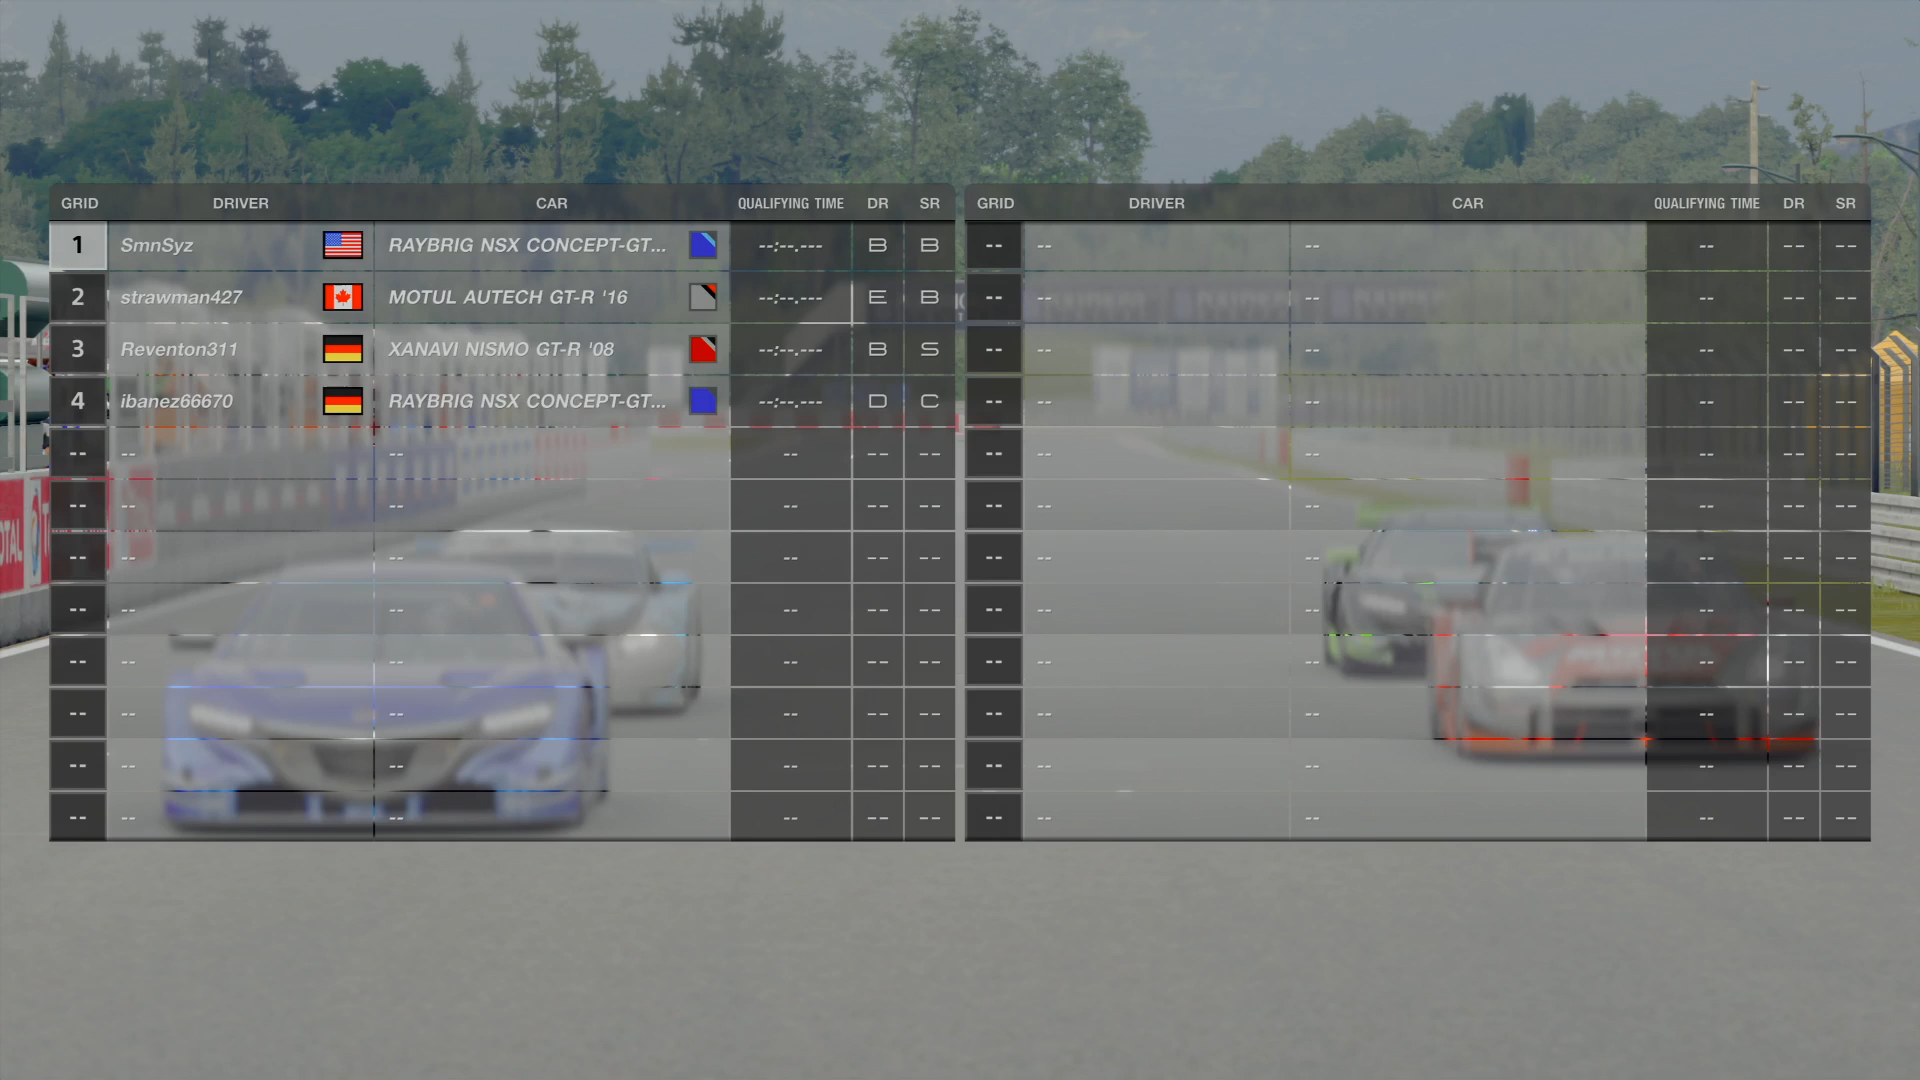 GRID DRIVER CAR QUALIFYING TIME DR SR
1 SmnSyz RAYBRIG NSX CONCEPT-GT... --:--.--- B B
2 strawman427 MOTUL AUTECH GT-R '16 --:--.--- E B
3 Reventon311 XANAVI NISMO GT-R '08 --:--.--- B S
4 ibanez66670 RAYBRIG NSX CONCEPT-GT... --:--.--- D C
-- -- -- -- -- --
-- -- -- -- -- --
-- -- -- -- -- --
-- -- -- -- -- --
-- -- -- -- -- --
-- -- -- -- -- --
-- -- -- -- -- --
-- -- -- -- -- --
GRID DRIVER CAR QUALIFYING TIME DR SR
-- -- -- -- -- --
-- -- -- -- -- --
-- -- -- -- -- --
-- -- -- -- -- --
-- -- -- -- -- --
-- -- -- -- -- --
-- -- -- -- -- --
-- -- -- -- -- --
-- -- -- -- -- --
-- -- -- -- -- --
-- -- -- -- -- --
-- -- -- -- -- --